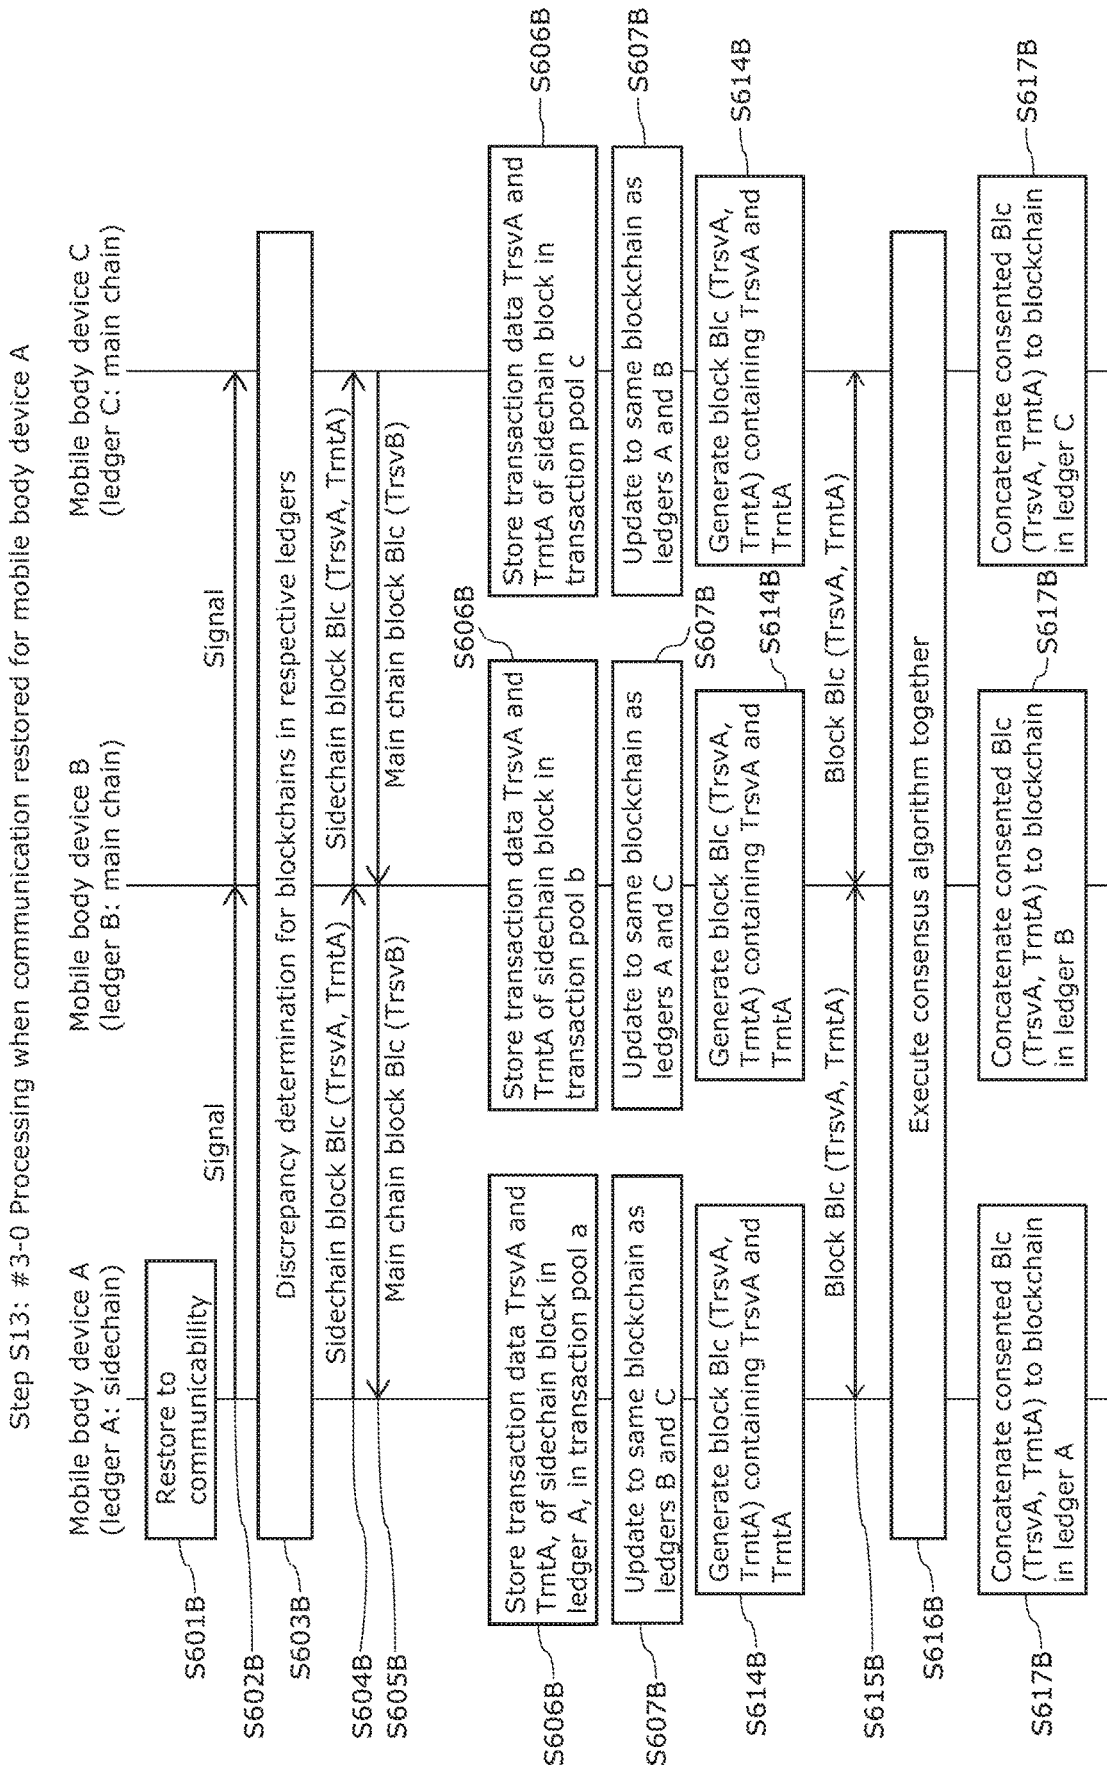 Step S13: #3-0 Processing when communication restored for mobile body device A
Mobile body device A
(ledger A: sidechain)
Mobile body device B
(ledger B: main chain)
Mobile body device C
(ledger C: main chain)
S601B
Restore to
communicability
S602B
Signal
Signal
S603B
Discrepancy determination for blockchains in respective ledgers
S604B
Sidechain block Blc (TrsvA, TrntA)
Sidechain block Blc (TrsvA, TrntA)
S605B
Main chain block Blc (TrsvB)
Main chain block Blc (TrsvB)
S606B
Store transaction data TrsvA and
TrntA, of sidechain block in
ledger A, in transaction pool a
S606B
Store transaction data TrsvA and
TrntA of sidechain block in
transaction pool b
S606B
Store transaction data TrsvA and
TrntA of sidechain block in
transaction pool c
S607B
Update to same blockchain as
ledgers B and C
S607B
Update to same blockchain as
ledgers A and C
S607B
Update to same blockchain as
ledgers A and B
S614B
Generate block Blc (TrsvA,
TrntA) containing TrsvA and
TrntA
S614B
Generate block Blc (TrsvA,
TrntA) containing TrsvA and
TrntA
S614B
Generate block Blc (TrsvA,
TrntA) containing TrsvA and
TrntA
S615B
Block Blc (TrsvA, TrntA)
Block Blc (TrsvA, TrntA)
S616B
Execute consensus algorithm together
S617B
Concatenate consented Blc
(TrsvA, TrntA) to blockchain
in ledger A
S617B
Concatenate consented Blc
(TrsvA, TrntA) to blockchain
in ledger B
S617B
Concatenate consented Blc
(TrsvA, TrntA) to blockchain
in ledger C